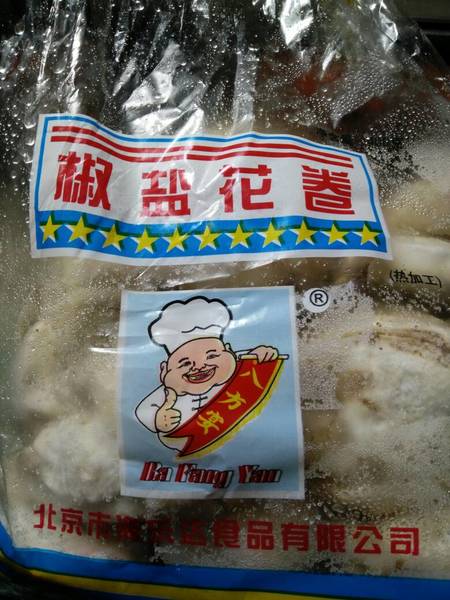 椒盐花卷
(热加工)
®
八方宴
Ba Fang Yan
北京市 食品有限公司